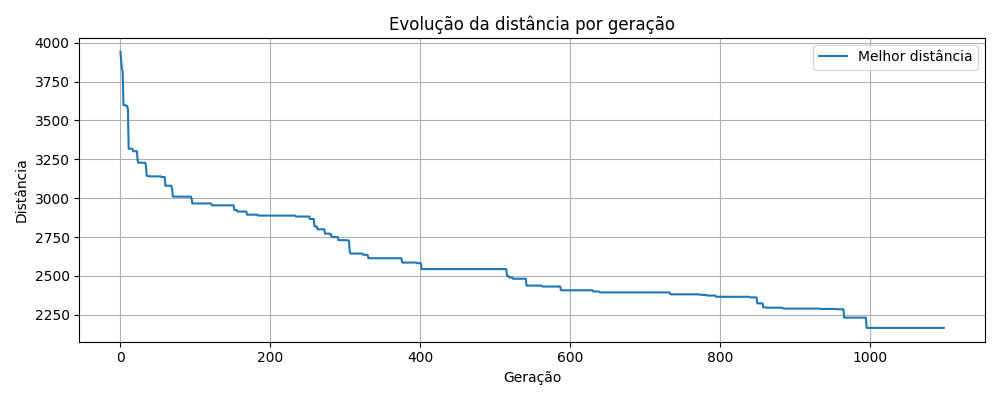 Evolução da distância por geração
Melhor distância
Distância
4000
3750
3500
3250
3000
2750
2500
2250
0 200 400 600 800 1000
Geração